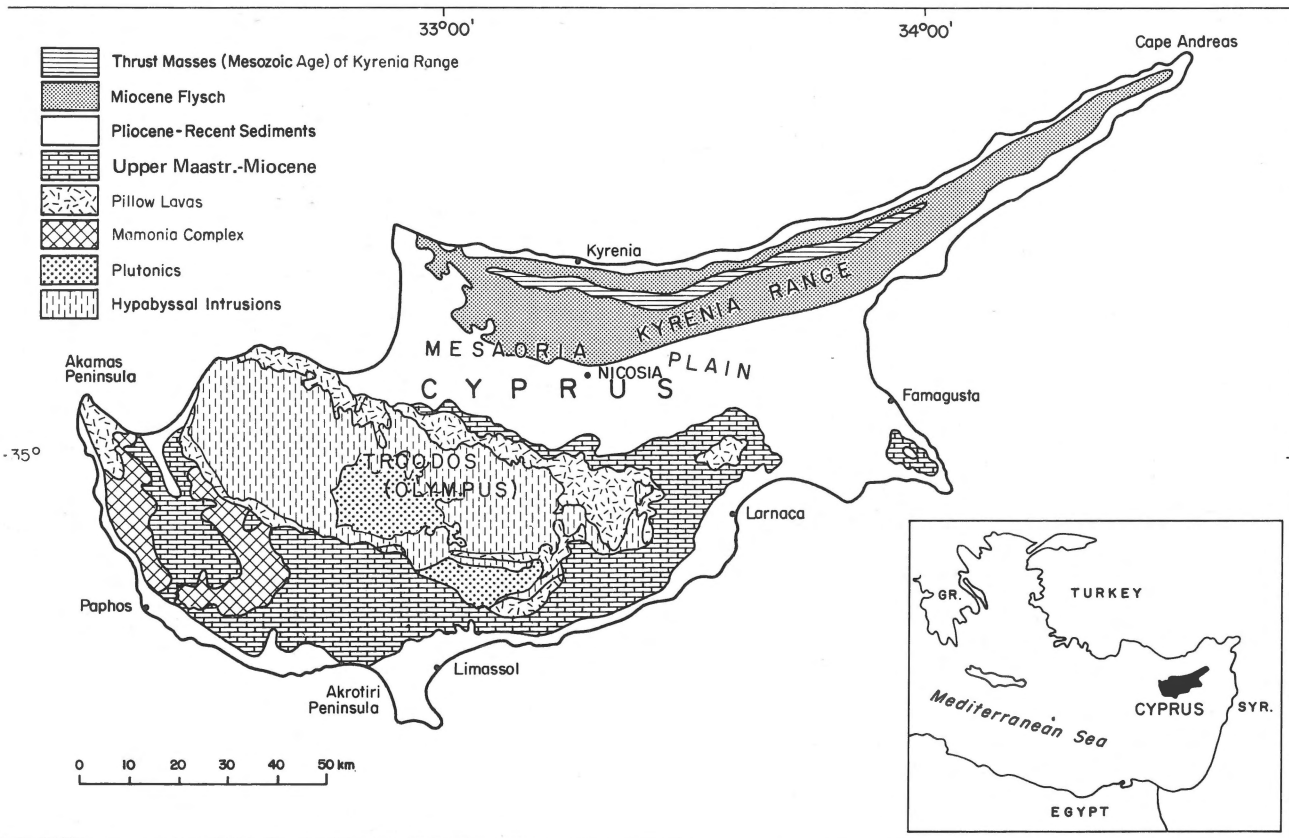 33°00'
34°00'
Cape Andreas
Thrust Masses (Mesozoic Age) of Kyrenia Range
Miocene Flysch
Pliocene-Recent Sediments
Upper Maastr.-Miocene
Pillow Lavas
Mamonia Complex
Plutonics
Hypabyssal Intrusions
Kyrenia
KYRENIA RANGE
MESAORIA PLAIN
NICOSIA
CYPRUS
Akamas
Peninsula
Famagusta
35°
TROODOS
(OLYMPUS)
Larnaca
Paphos
Limassol
Akrotiri
Peninsula
0 10 20 30 40 50 km
GR.
TURKEY
CYPRUS
SYR.
Mediterranean Sea
EGYPT